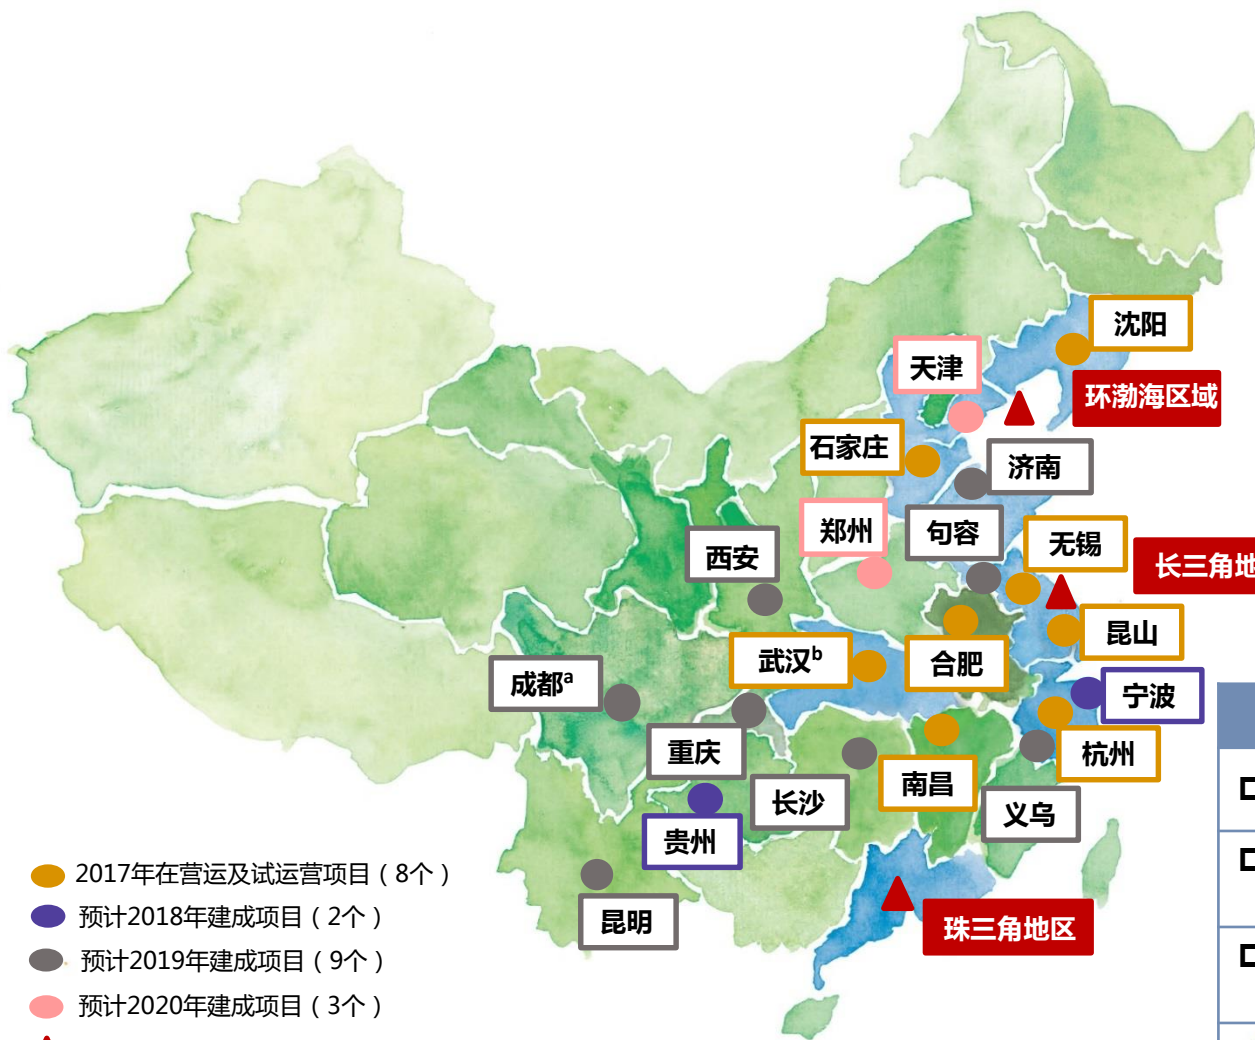 沈阳
天津
环渤海区域
石家庄
济南
郑州
句容
无锡
西安
长三角地
昆山
武汉b
合肥
成都a
宁波
重庆
杭州
南昌
长沙
义乌
贵州
2017年在营运及试运营项目（8个）
预计2018年建成项目（2个）
昆明
珠三角地区
预计2019年建成项目（9个）
预计2020年建成项目（3个）